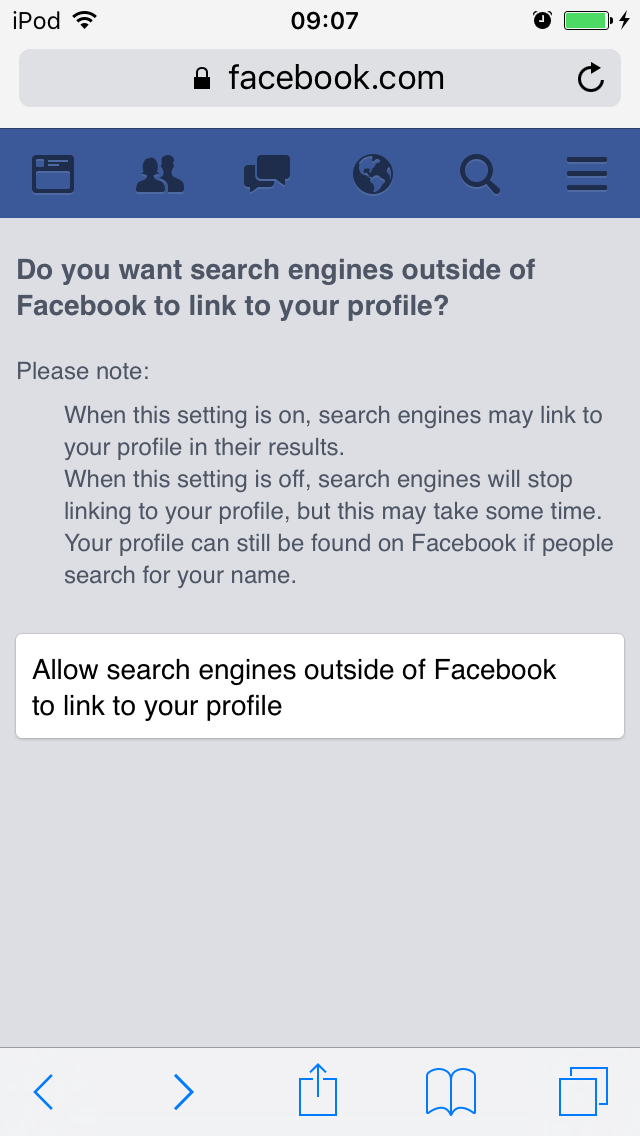 iPod 09:07
facebook.com
Do you want search engines outside of
Facebook to link to your profile?
Please note:
When this setting is on, search engines may link to
your profile in their results.
When this setting is off, search engines will stop
linking to your profile, but this may take some time.
Your profile can still be found on Facebook if people
search for your name.
Allow search engines outside of Facebook
to link to your profile